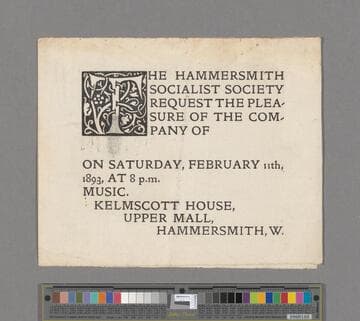 THE HAMMERSMITH
SOCIALIST SOCIETY
REQUEST THE PLEA-
SURE OF THE COM-
PANY OF
ON SATURDAY, FEBRUARY 11th,
1893, AT 8 p.m.
MUSIC.
KELMSCOTT HOUSE,
UPPER MALL,
HAMMERSMITH, W.